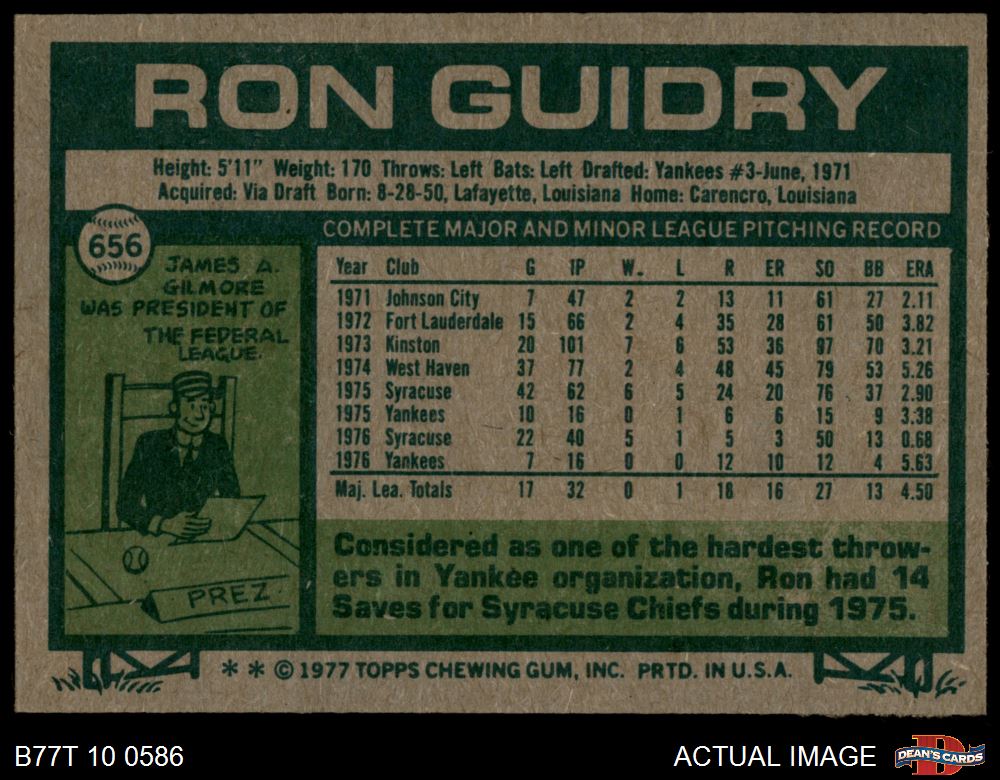 RON GUIDRY
Height: 5'11" Weight: 170 Throws: Left Bats: Left Drafted: Yankees #3-June, 1971
Acquired: Via Draft Born: 8-28-50, Lafayette, Louisiana Home: Carencro, Louisiana
656
JAMES A.
GILMORE
WAS PRESIDENT OF
THE FEDERAL
LEAGUE.
PREZ.
COMPLETE MAJOR AND MINOR LEAGUE PITCHING RECORD
Year Club G IP W. L R ER SO BB ERA
1971 Johnson City 7 47 2 2 13 11 61 27 2.11
1972 Fort Lauderdale 15 66 2 4 35 28 61 50 3.82
1973 Kinston 20 101 7 6 53 36 97 70 3.21
1974 West Haven 37 77 2 4 48 45 79 53 5.26
1975 Syracuse 42 62 6 5 24 20 76 37 2.90
1975 Yankees 10 16 0 1 6 6 15 9 3.38
1976 Syracuse 22 40 5 1 5 3 50 13 0.68
1976 Yankees 7 16 0 0 12 10 12 4 5.63
Maj. Lea. Totals 17 32 0 1 18 16 27 13 4.50
Considered as one of the hardest throw-
ers in Yankee organization, Ron had 14
Saves for Syracuse Chiefs during 1975.
* * © 1977 TOPPS CHEWING GUM, INC. PRTD. IN U.S.A.
B77T 10 0586
ACTUAL IMAGE
D
DEAN'S CARDS